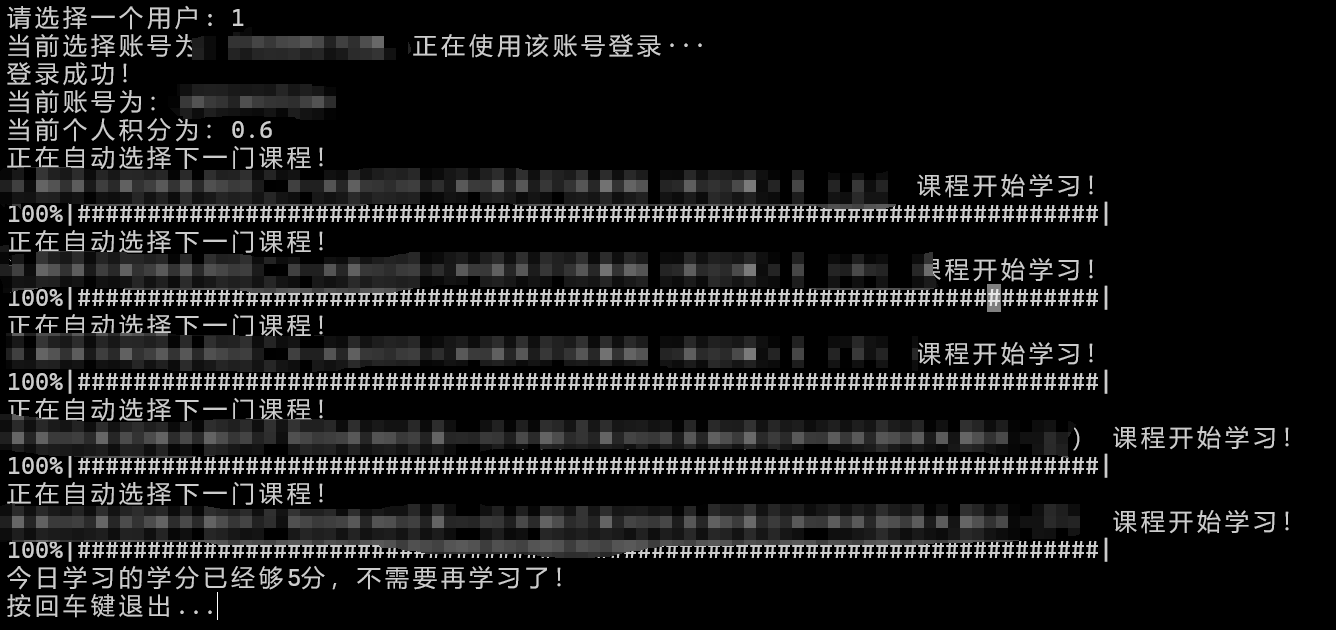 请选择一个用户：1
当前选择账号为 正在使用该账号登录···
登录成功！
当前账号为：
当前个人积分为：0.6
正在自动选择下一门课程！
课程开始学习！
100%|#########################################################################|
正在自动选择下一门课程！
课程开始学习！
100%|#########################################################################|
正在自动选择下一门课程！
课程开始学习！
100%|#########################################################################|
正在自动选择下一门课程！
） 课程开始学习！
100%|#########################################################################|
正在自动选择下一门课程！
课程开始学习！
100%|#########################################################################|
今日学习的学分已经够5分，不需要再学习了！
按回车键退出...